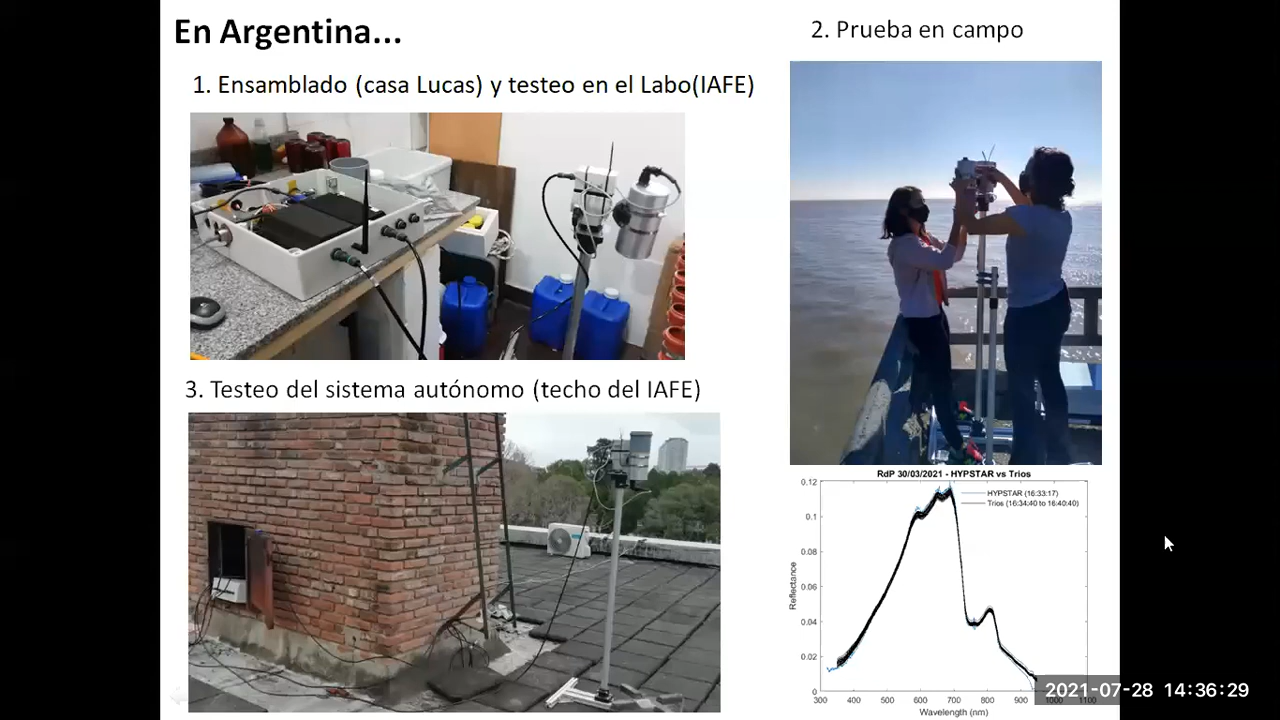 En Argentina...
1. Ensamblado (casa Lucas) y testeo en el Labo(IAFE)
2. Prueba en campo
3. Testeo del sistema autónomo (techo del IAFE)
RdP 30/03/2021 - HYPSTAR vs Trios
HYPSTAR (16:33:17)
Trios (16:34:40 to 16:40:40)
Reflectance
0.12
0.1
0.08
0.06
0.04
0.02
0
300 400 500 600 700 800 900 1000 1100
Wavelength (nm)
2021-07-28 14:36:29